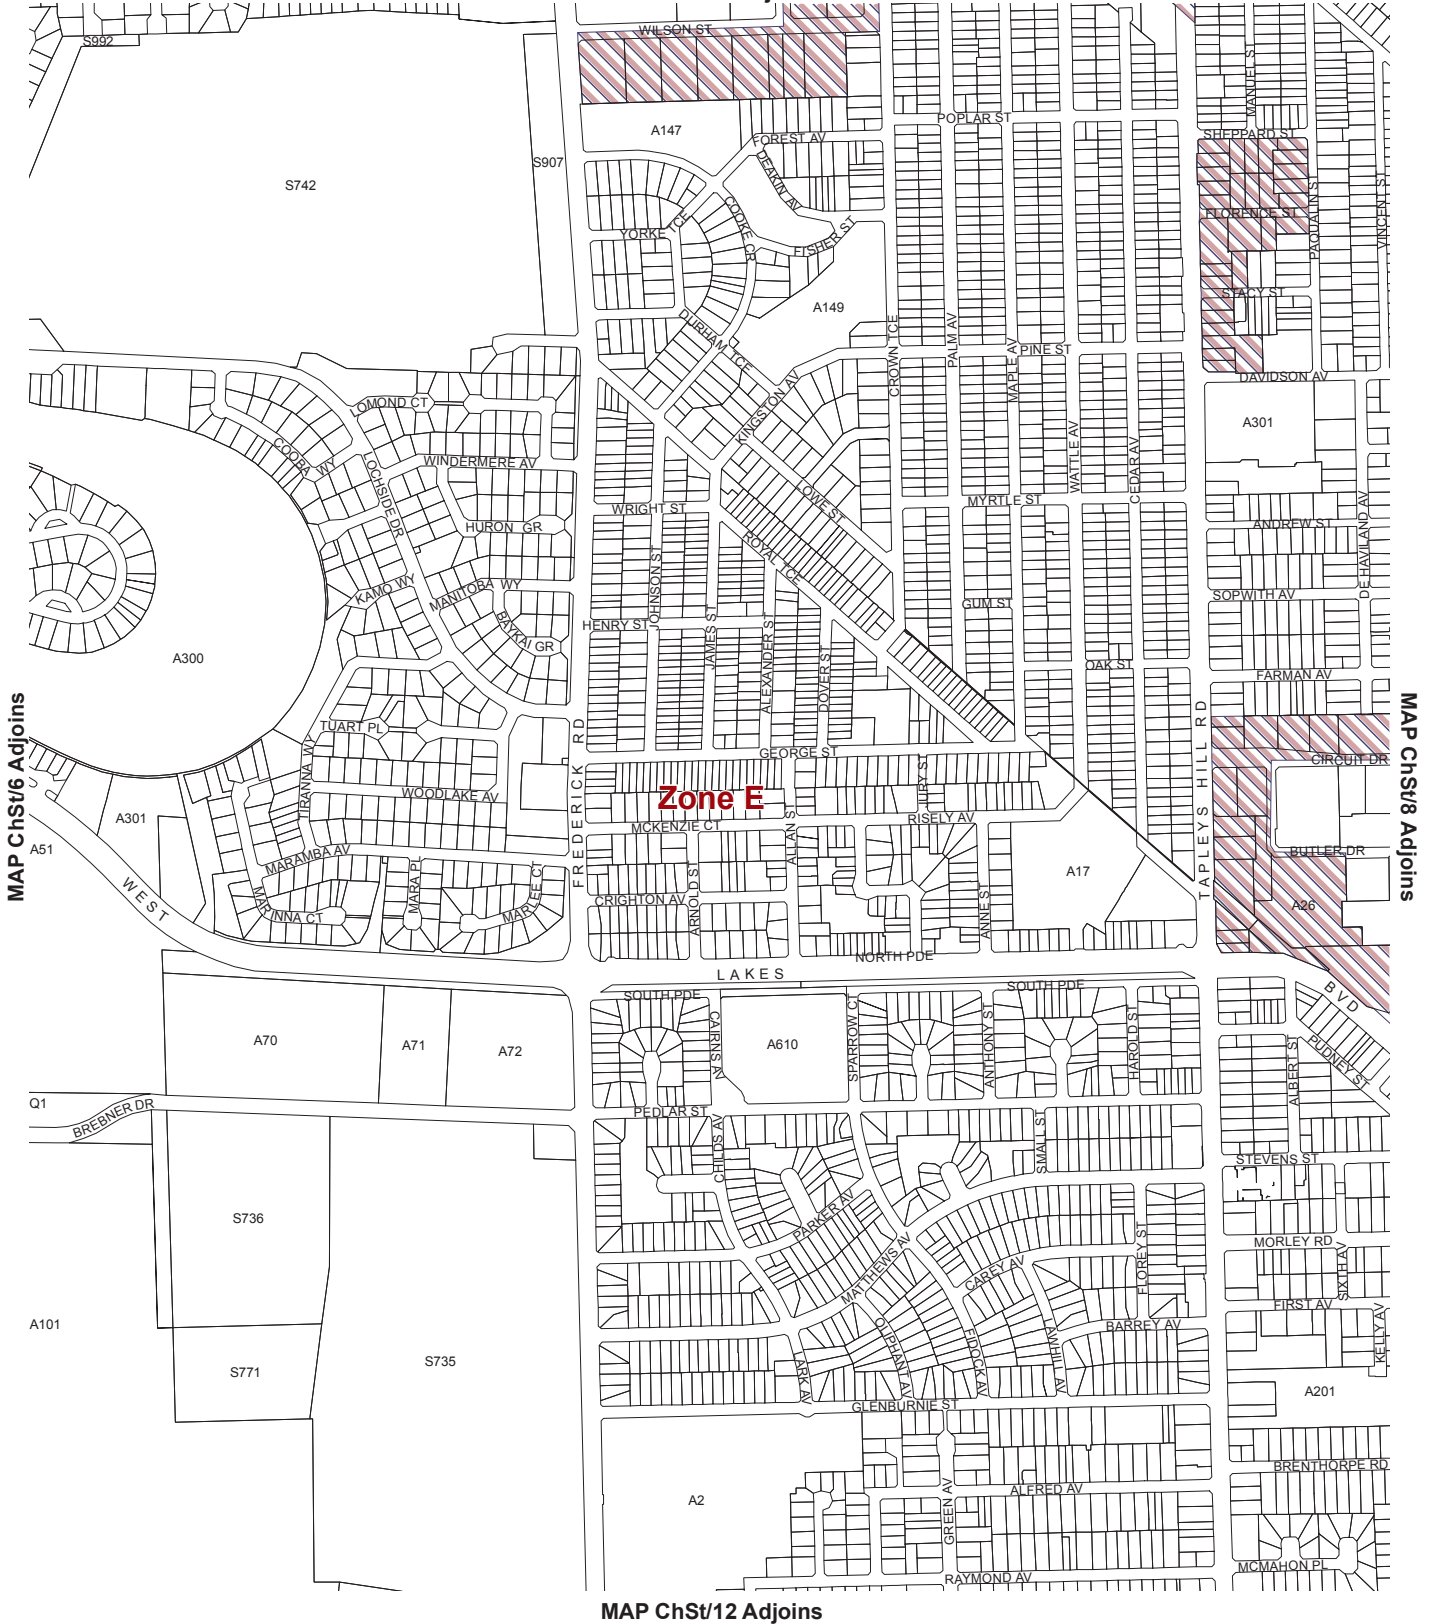 WILSON ST
S992
MANUEL S
POPLAR ST
A147
FOREST AV
SHEPPARD ST
S907
S742
DEAKIN AV
PAQUALIN S
VINCENT ST
COOKE CR
FLORENCE ST
YORKE TCE
FISHER ST
STACY ST
A149
DURHAM TCE
CROWN TCE
PALM AV
MAPLE AV
PINE ST
DAVIDSON AV
LOMOND CT
KINGSTON AV
A301
COOBA WY
LOCHSIDE DR
WINDERMERE AV
WATTLE AV
CEDAR AV
LOWE ST
MYRTLE ST
DE HAVILAND AV
WRIGHT ST
HURON GR
ANDREW ST
ROYAL TCE
KAMO WY
MANITOBA WY
JOHNSON ST
GUM ST
SOPWITH AV
BAYKAI GR
HENRY ST
JAMES ST
ALEXANDER ST
DOVER ST
A300
OAK ST
FARMAN AV
MAP ChSt/6 Adjoins
MAP ChSt/8 Adjoins
TUART PL
FREDERICK RD
TAPLEYS HILL RD
TIRANNA WY
GEORGE ST
JURY ST
CIRCUIT DR
WOODLAKE AV
Zone E
A301
MCKENZIE CT
ALLAN ST
RISELY AV
A51
MARAMBA AV
BUTLER DR
WEST
MARINNA CT
MARA PL
MARLEE CT
ARNOLD ST
CRIGHTON AV
ANNE ST
A17
A26
NORTH PDE
LAKES
SOUTH PDE
SOUTH PDE
BVD
A70
A71
A72
CAIRNS AV
A610
SPARROW CT
ANTHONY ST
HAROLD ST
ALBERT ST
PUDNEY ST
Q1
BREBNER DR
PEDLAR ST
CHILDS AV
SMALL ST
STEVENS ST
S736
PARKER AV
MATTHEWS AV
CAREY AV
FLOREY ST
MORLEY RD
SIXTH AV
FIRST AV
A101
S735
S771
LARK AV
OLIPHANT AV
FIDOCK AV
LAWHILL AV
BARREY AV
KELLY AV
A201
GLENBURNIE ST
BRENTHORPE RD
A2
GREEN AV
ALFRED AV
MCMAHON PL
RAYMOND AV
MAP ChSt/12 Adjoins